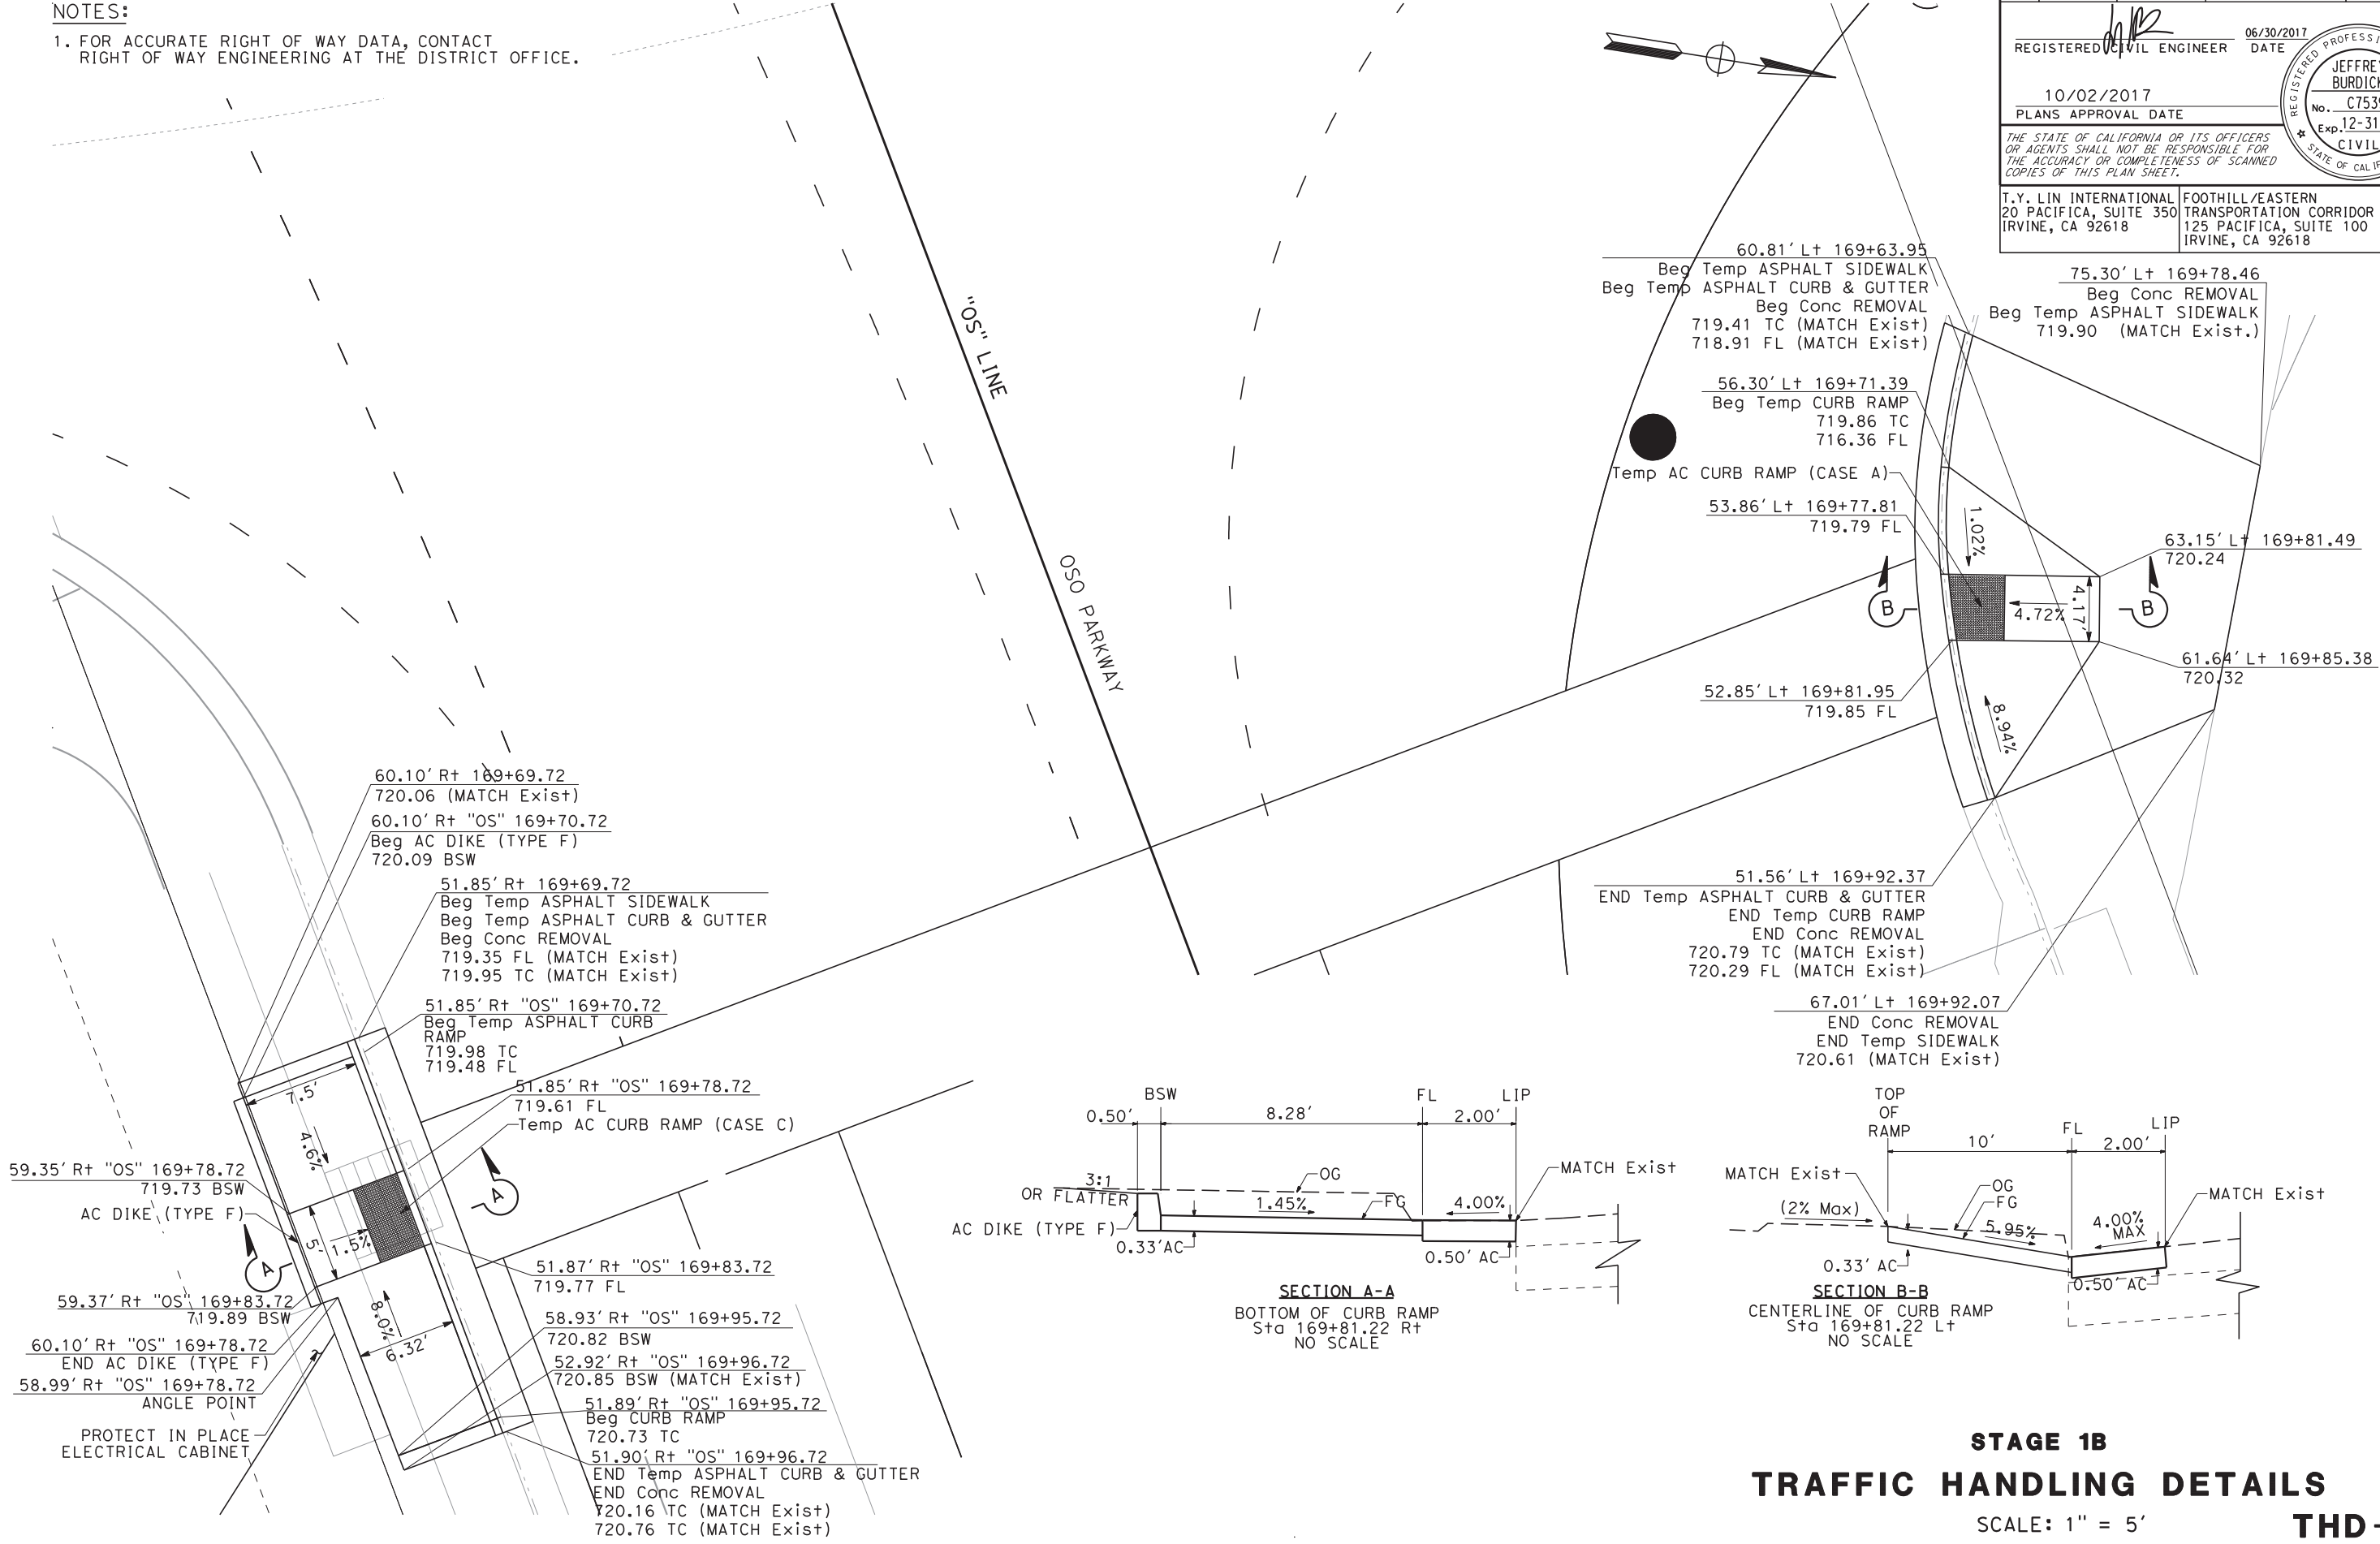 NOTES:
1. FOR ACCURATE RIGHT OF WAY DATA, CONTACT
RIGHT OF WAY ENGINEERING AT THE DISTRICT OFFICE.
REGISTERED CIVIL ENGINEER
06/30/2017
DATE
10/02/2017
PLANS APPROVAL DATE
THE STATE OF CALIFORNIA OR ITS OFFICERS
OR AGENTS SHALL NOT BE RESPONSIBLE FOR
THE ACCURACY OR COMPLETENESS OF SCANNED
COPIES OF THIS PLAN SHEET.
REGISTERED PROFESSI
JEFFRE
BURDIC
No. C753
Exp. 12-31
CIVIL
STATE OF CALIF
T.Y. LIN INTERNATIONAL
20 PACIFICA, SUITE 350
IRVINE, CA 92618
FOOTHILL/EASTERN
TRANSPORTATION CORRIDOR
125 PACIFICA, SUITE 100
IRVINE, CA 92618
"OS" LINE
OSO PARKWAY
60.81' Lt 169+63.95
Beg Temp ASPHALT SIDEWALK
Beg Temp ASPHALT CURB & GUTTER
Beg Conc REMOVAL
719.41 TC (MATCH Exist)
718.91 FL (MATCH Exist)
75.30' Lt 169+78.46
Beg Conc REMOVAL
Beg Temp ASPHALT SIDEWALK
719.90 (MATCH Exist.)
56.30' Lt 169+71.39
Beg Temp CURB RAMP
719.86 TC
716.36 FL
Temp AC CURB RAMP (CASE A)
53.86' Lt 169+77.81
719.79 FL
1.02%
63.15' Lt 169+81.49
720.24
B
4.72%
4.17'
B
61.64' Lt 169+85.38
720.32
52.85' Lt 169+81.95
719.85 FL
8.94%
51.56' Lt 169+92.37
END Temp ASPHALT CURB & GUTTER
END Temp CURB RAMP
END Conc REMOVAL
720.79 TC (MATCH Exist)
720.29 FL (MATCH Exist)
67.01' Lt 169+92.07
END Conc REMOVAL
END Temp SIDEWALK
720.61 (MATCH Exist)
60.10' Rt 169+69.72
720.06 (MATCH Exist)
60.10' Rt "OS" 169+70.72
Beg AC DIKE (TYPE F)
720.09 BSW
51.85' Rt 169+69.72
Beg Temp ASPHALT SIDEWALK
Beg Temp ASPHALT CURB & GUTTER
Beg Conc REMOVAL
719.35 FL (MATCH Exist)
719.95 TC (MATCH Exist)
51.85' Rt "OS" 169+70.72
Beg Temp ASPHALT CURB
RAMP
719.98 TC
719.48 FL
51.85' Rt "OS" 169+78.72
719.61 FL
Temp AC CURB RAMP (CASE C)
7.5'
4.6%
59.35' Rt "OS" 169+78.72
719.73 BSW
AC DIKE (TYPE F)
A
5'
1.5%
A
51.87' Rt "OS" 169+83.72
719.77 FL
59.37' Rt "OS" 169+83.72
719.89 BSW
8.0%
6.32'
60.10' Rt "OS" 169+78.72
END AC DIKE (TYPE F)
58.99' Rt "OS" 169+78.72
ANGLE POINT
PROTECT IN PLACE
ELECTRICAL CABINET
58.93' Rt "OS" 169+95.72
720.82 BSW
52.92' Rt "OS" 169+96.72
720.85 BSW (MATCH Exist)
51.89' Rt "OS" 169+95.72
Beg CURB RAMP
720.73 TC
51.90' Rt "OS" 169+96.72
END Temp ASPHALT CURB & GUTTER
END Conc REMOVAL
720.16 TC (MATCH Exist)
720.76 TC (MATCH Exist)
BSW
FL
LIP
0.50'
8.28'
2.00'
3:1
OR FLATTER
OG
MATCH Exist
1.45%
FG
4.00%
AC DIKE (TYPE F)
0.33'AC
0.50' AC
SECTION A-A
BOTTOM OF CURB RAMP
Sta 169+81.22 Rt
NO SCALE
TOP
OF
RAMP
FL
LIP
10'
2.00'
MATCH Exist
OG
FG
MATCH Exist
(2% Max)
5.95%
4.00%
MAX
0.33' AC
0.50' AC
SECTION B-B
CENTERLINE OF CURB RAMP
Sta 169+81.22 Lt
NO SCALE
STAGE 1B
TRAFFIC HANDLING DETAILS
SCALE: 1" = 5'
THD-